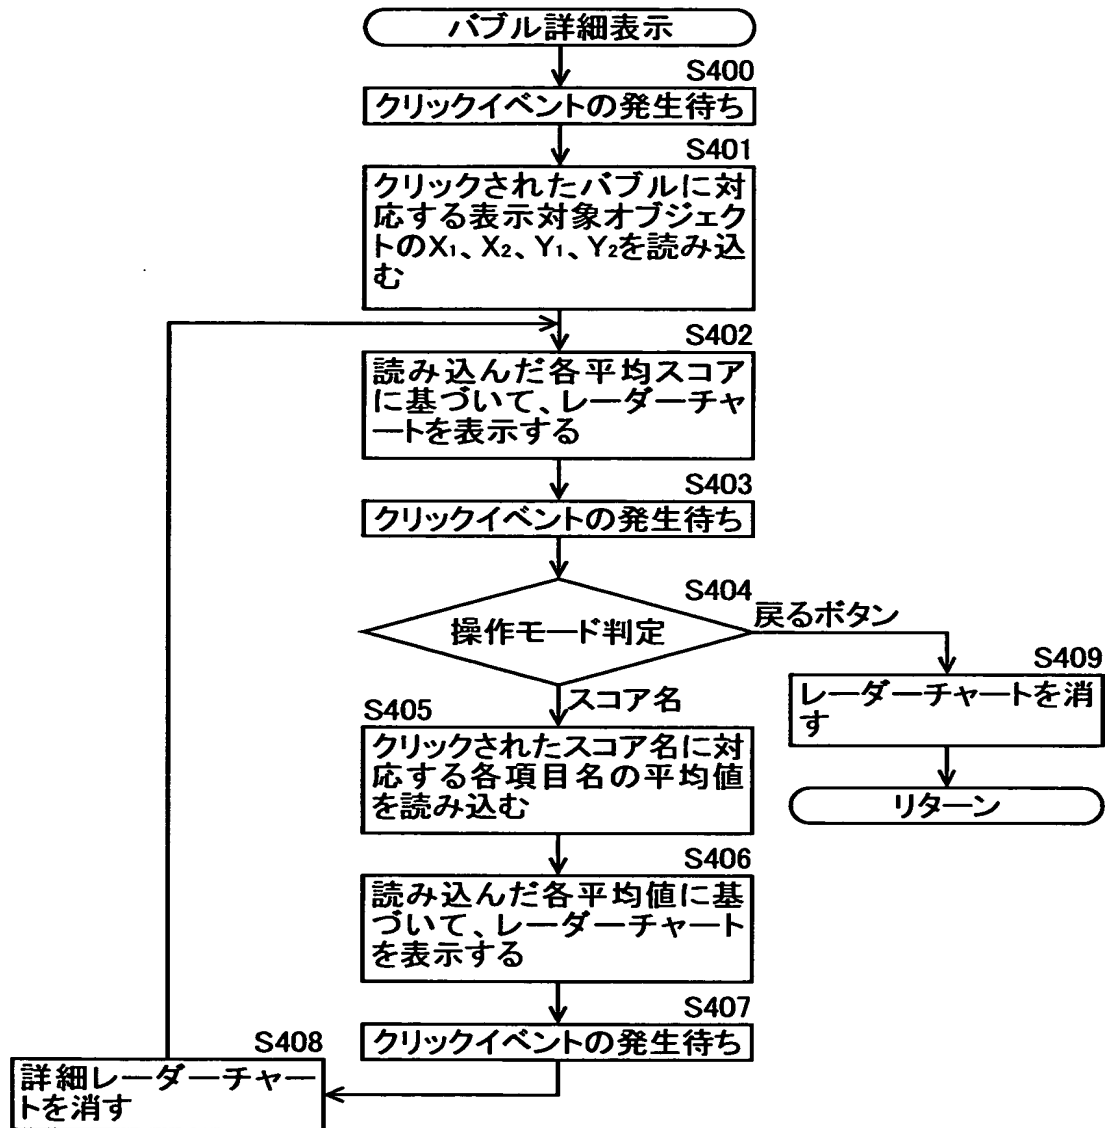 バブル詳細表示
S400
クリックイベントの発生待ち
S401
クリックされたバブルに対
応する表示対象オブジェク
トのX₁、X₂、Y₁、Y₂を読み込
む
S402
読み込んだ各平均スコア
に基づいて、レーダーチャ
ートを表示する
S403
クリックイベントの発生待ち
S404
操作モード判定
戻るボタン
S409
レーダーチャートを消
す
リターン
スコア名
S405
クリックされたスコア名に対
応する各項目名の平均値
を読み込む
S406
読み込んだ各平均値に基
づいて、レーダーチャート
を表示する
S407
クリックイベントの発生待ち
S408
詳細レーダーチャー
トを消す